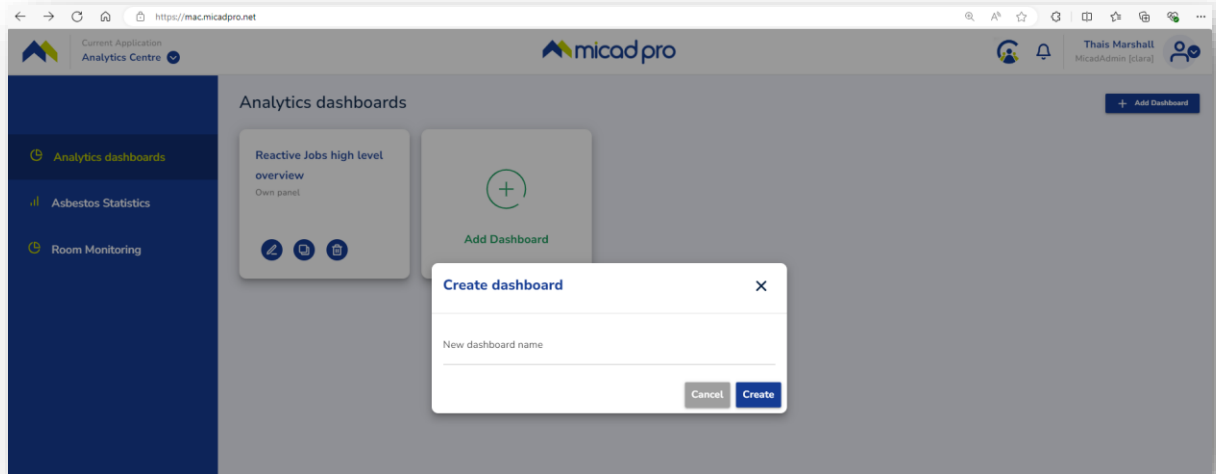 https://mac.micadpro.net
Current Application
Analytics Centre
micad pro
Thais Marshall
MicadAdmin [clara]
Analytics dashboards
+ Add Dashboard
Analytics dashboards
Asbestos Statistics
Room Monitoring
Reactive Jobs high level
overview
Own panel
Add Dashboard
Create dashboard
New dashboard name
Cancel
Create